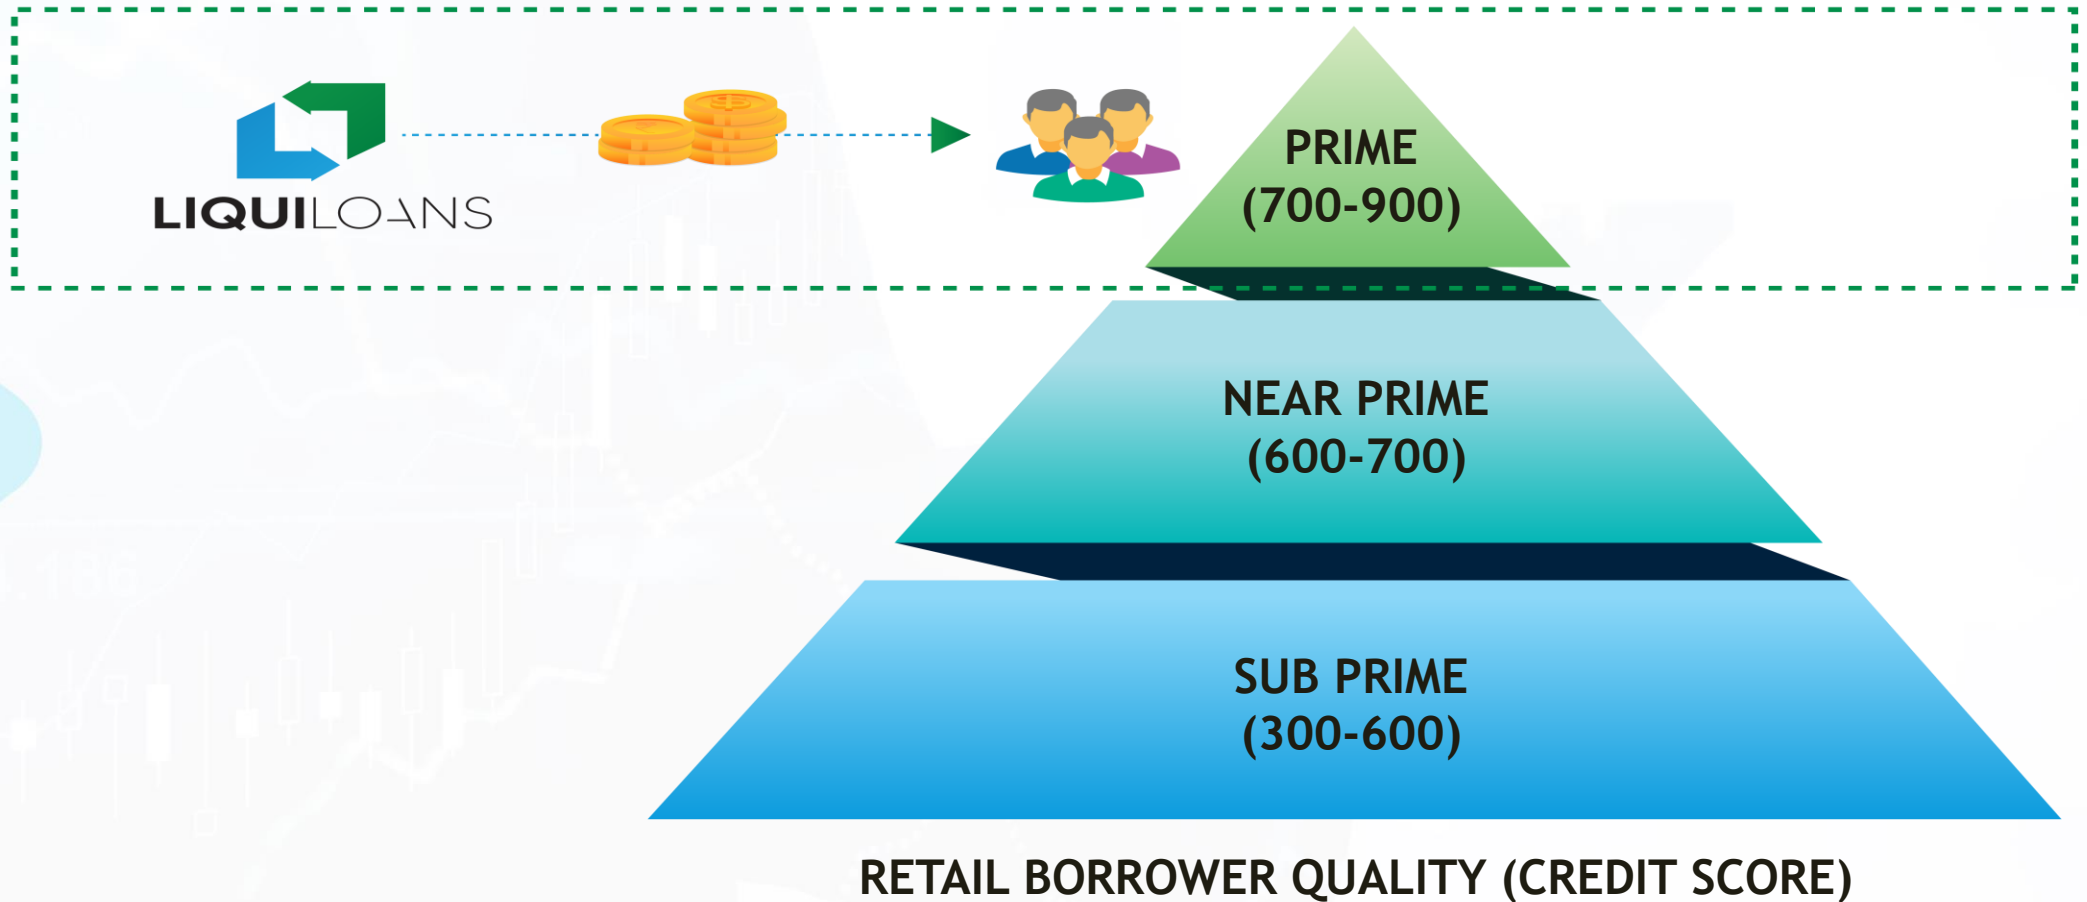 LIQUILOANS
PRIME
(700-900)
NEAR PRIME
(600-700)
SUB PRIME
(300-600)
RETAIL BORROWER QUALITY (CREDIT SCORE)